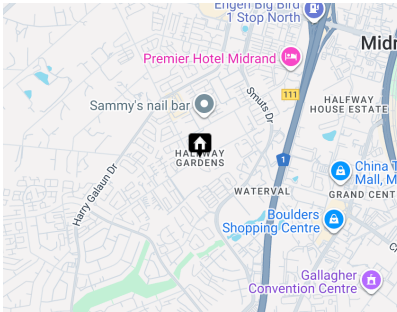 Engen Big Bird
1 Stop North
Midr
Premier Hotel Midrand
111
Smuts Dr
Sammy's nail bar
HALFWAY
HOUSE ESTATE
HALFWAY
GARDENS
1
China T
Mall, M
Harry Galaun Dr
WATERVAL
GRAND CENT
Boulders
Shopping Centre
Gallagher
Convention Centre